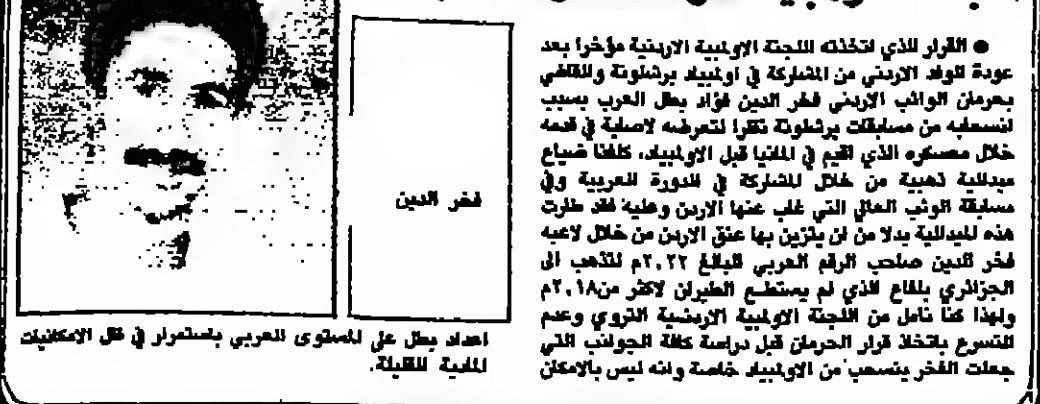 ● القرار الذي اتخذته اللجنة الاولمبية الاردنية مؤخرا بعد
عودة الوفد الاردني من المشاركة في اولمبياد برشلونة والقاضي
بحرمان الواثب الاردني فخر الدين فؤاد بطل العرب بسبب
انسحابه من مسابقات برشلونة نظرا لتعرضه لاصابة في قدمه
خلال معسكره الذي اقيم في المانيا قبل الاولمبياد، كلفنا ضياع
ميدالية ذهبية من خلال المشاركة في الدورة العربية وفي
مسابقة الوثب العالي التي غاب عنها الاردن وعليه فقد طارت
هذه الميدالية بدلا من ان يتزين بها عنق الاردن من خلال لاعبه
فخر الدين صاحب الرقم العربي البالغ ٢,٢٢م لتذهب الى
الجزائري بلفاع الذي لم يستطع الطيران لاكثر من٢,١٨م
ولهذا كنا نامل من اللجنة الاولمبية الاردنية التروي وعدم
التسرع باتخاذ قرار الحرمان قبل دراسة كافة الجوانب التي
جعلت الفخر ينسحب من الاولمبياد خاصة وانه ليس بالامكان
فخر الدين
اعداد بطل على المستوى العربي باستمرار في ظل الامكانيات
المادية القليلة.